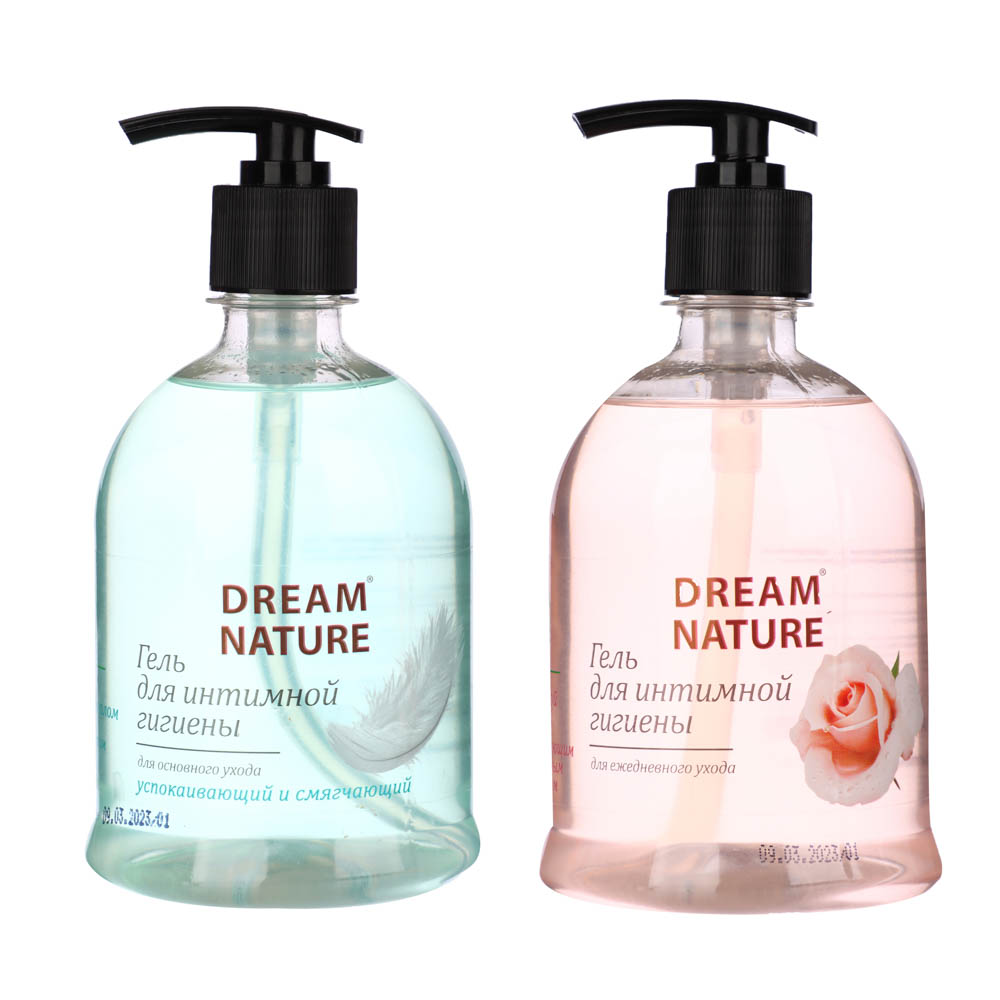 DREAM®
NATURE
Гель
для интимной
гигиены
для основного ухода
успокаивающий и смягчающий
09.03.2023/01
DREAM®
NATURE
Гель
для интимной
гигиены
для ежедневного ухода
09.03.2023/01